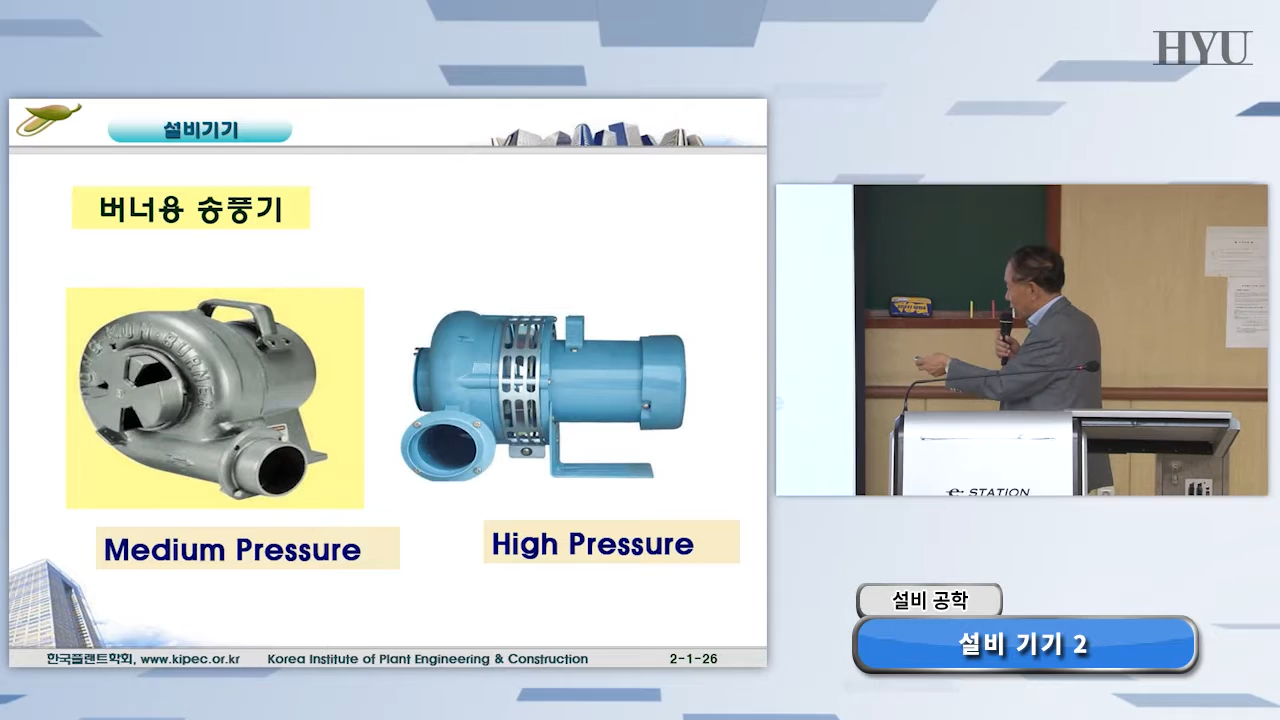 HYU
설비기기
버너용 송풍기
Medium Pressure
High Pressure
한국플랜트학회, www.kipec.or.kr
Korea Institute of Plant Engineering & Construction
2-1-26
e-STATION
설비 공학
설비 기기 2